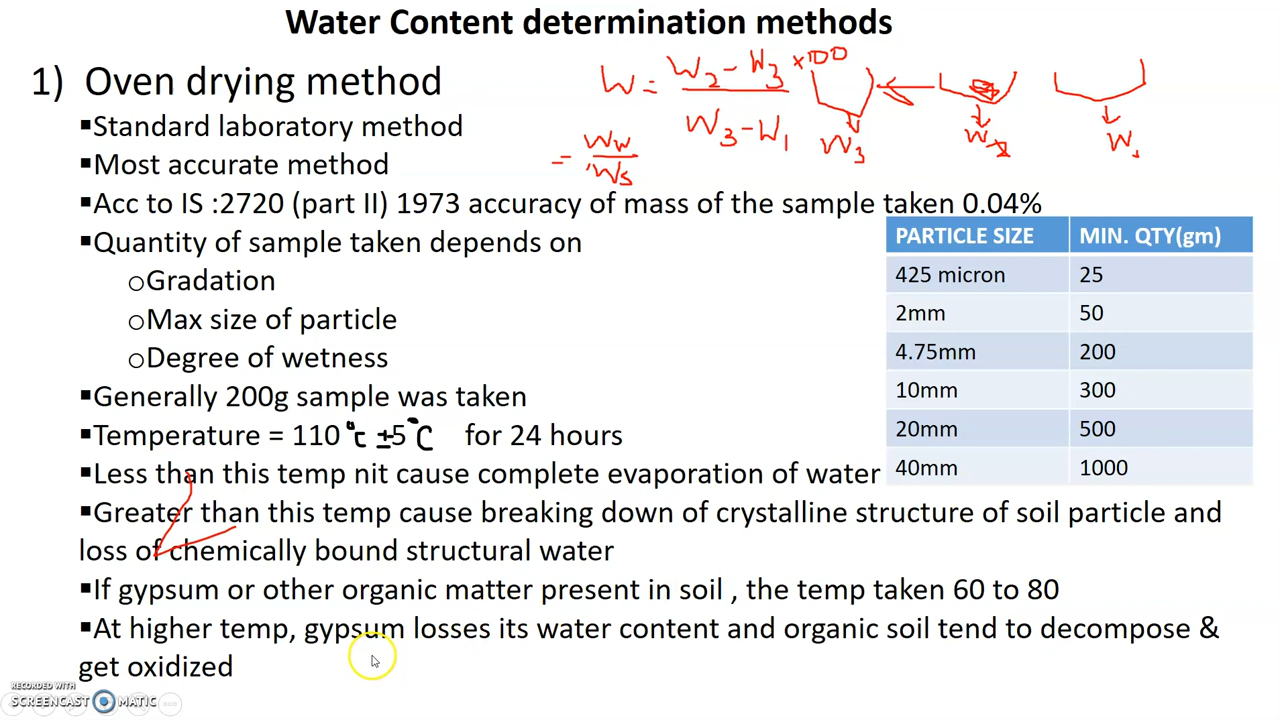 Water Content determination methods
1) Oven drying method
W = W2 - W3 / W3 - W1 ×100
= Ww / Ws
W3
W2
W1
▪Standard laboratory method
▪Most accurate method
▪Acc to IS :2720 (part II) 1973 accuracy of mass of the sample taken 0.04%
▪Quantity of sample taken depends on
oGradation
oMax size of particle
oDegree of wetness
▪Generally 200g sample was taken
▪Temperature = 110 °c ±5°C for 24 hours
▪Less than this temp nit cause complete evaporation of water
▪Greater than this temp cause breaking down of crystalline structure of soil particle and
loss of chemically bound structural water
▪If gypsum or other organic matter present in soil , the temp taken 60 to 80
▪At higher temp, gypsum losses its water content and organic soil tend to decompose &
get oxidized
PARTICLE SIZE MIN. QTY(gm)
425 micron 25
2mm 50
4.75mm 200
10mm 300
20mm 500
40mm 1000
RECORDED WITH
SCREENCAST MATIC